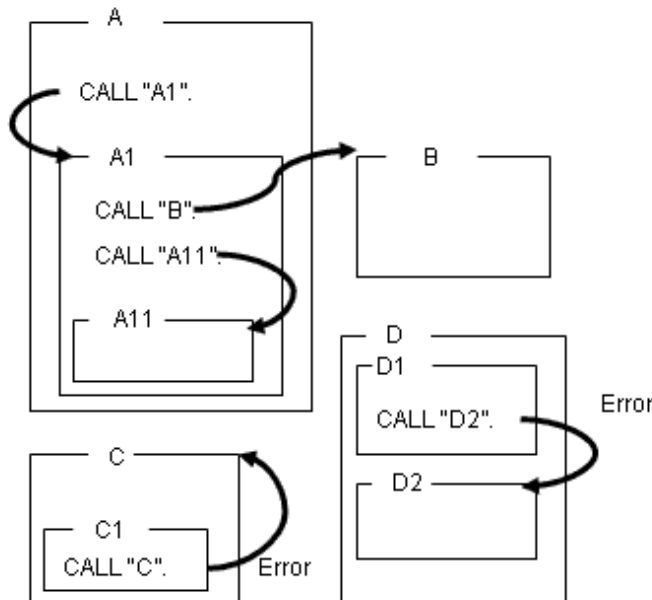 A
CALL "A1".
A1
B
CALL "B".
CALL "A11".
A11
D
D1
CALL "D2".
Error
D2
C
C1
CALL "C".
Error